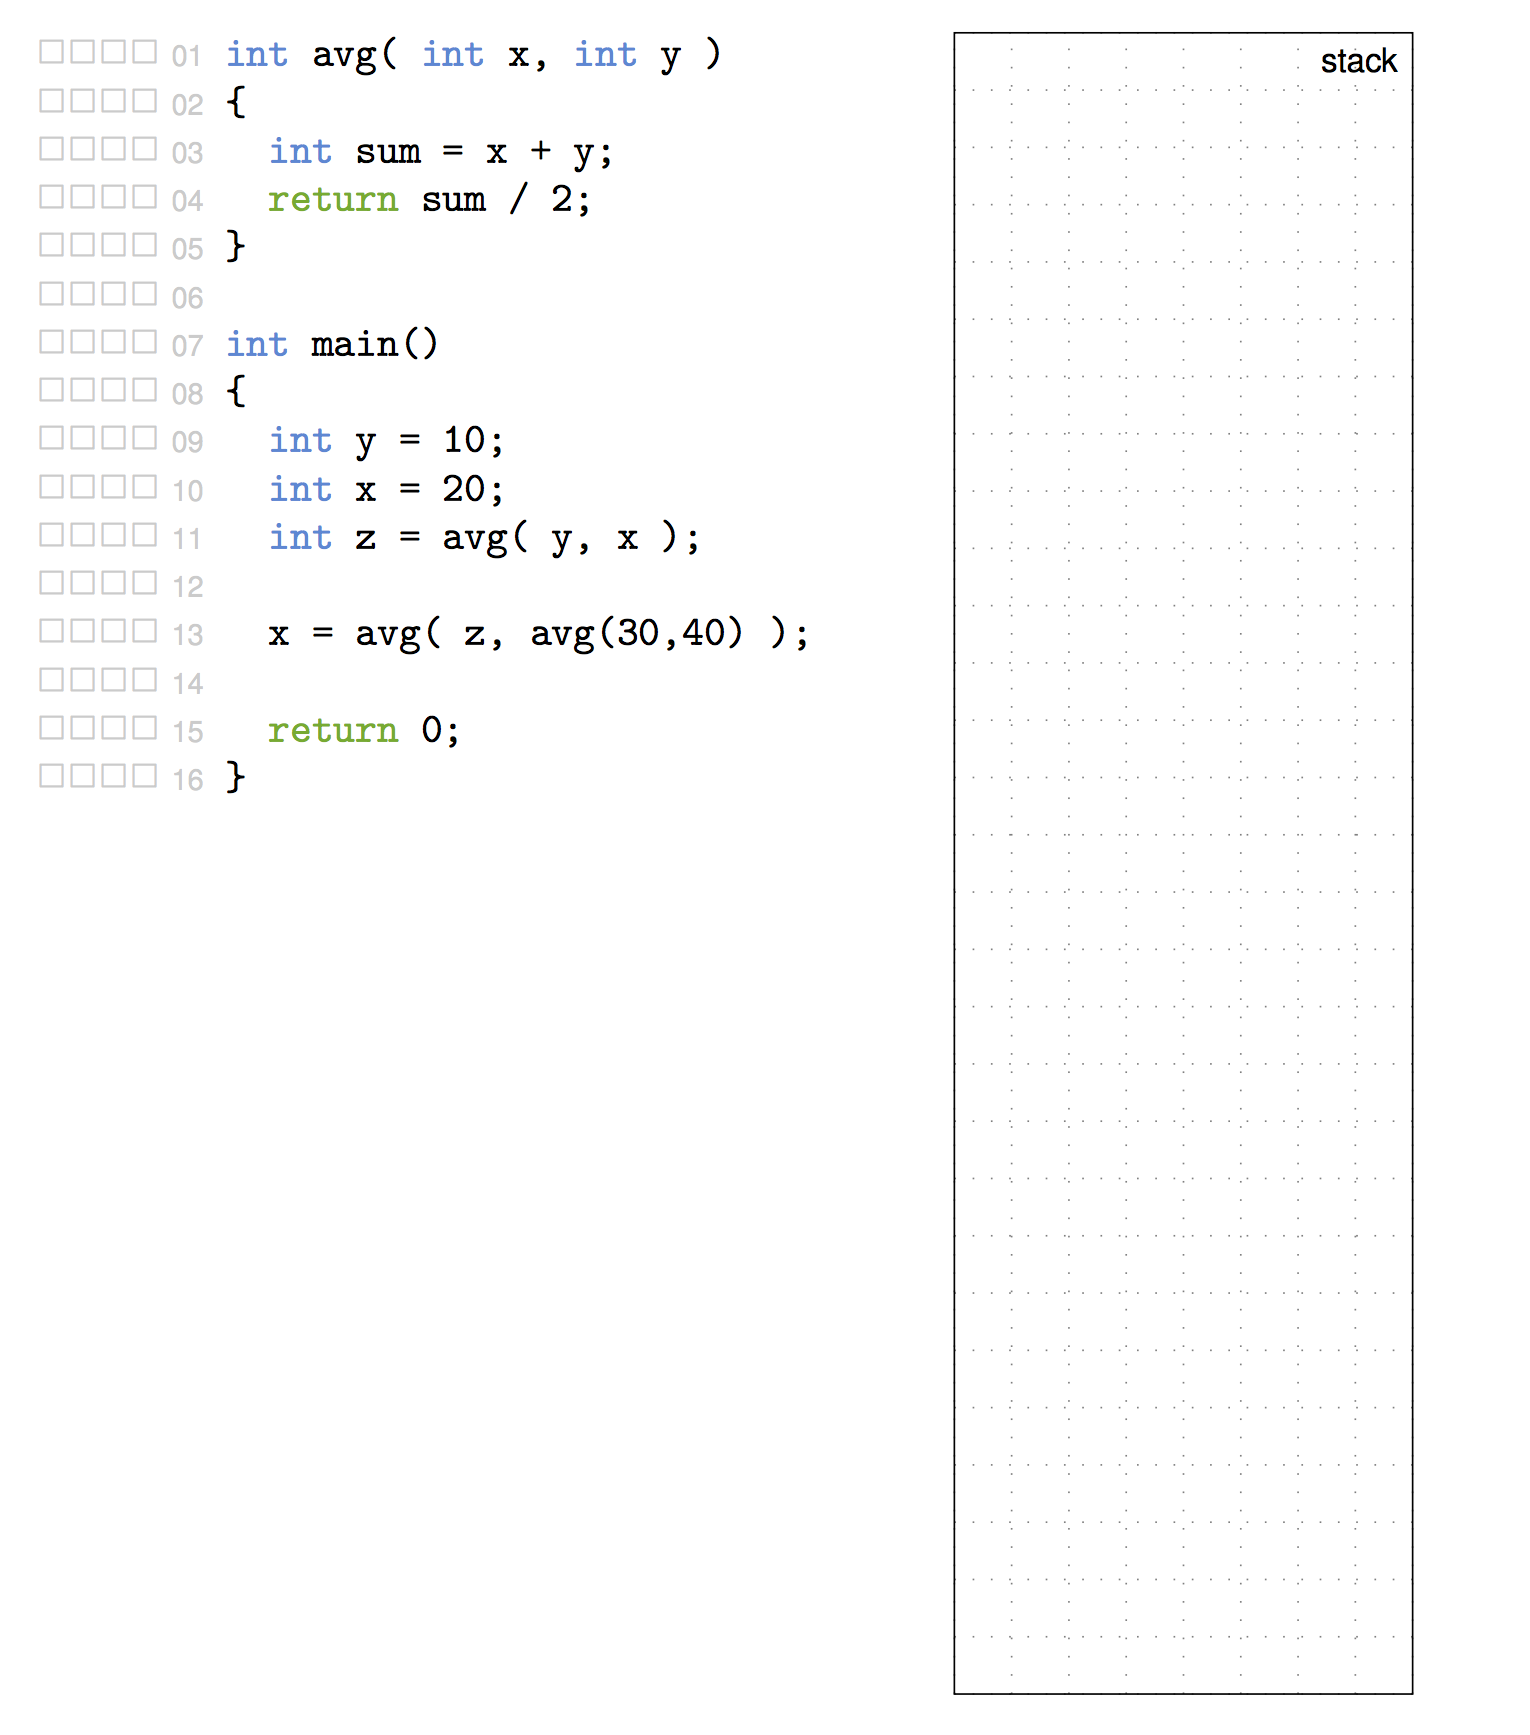 □□□□ 01 int avg( int x, int y )
□□□□ 02 {
□□□□ 03   int sum = x + y;
□□□□ 04   return sum / 2;
□□□□ 05 }
□□□□ 06
□□□□ 07 int main()
□□□□ 08 {
□□□□ 09   int y = 10;
□□□□ 10   int x = 20;
□□□□ 11   int z = avg( y, x );
□□□□ 12
□□□□ 13   x = avg( z, avg(30,40) );
□□□□ 14
□□□□ 15   return 0;
□□□□ 16 }
stack